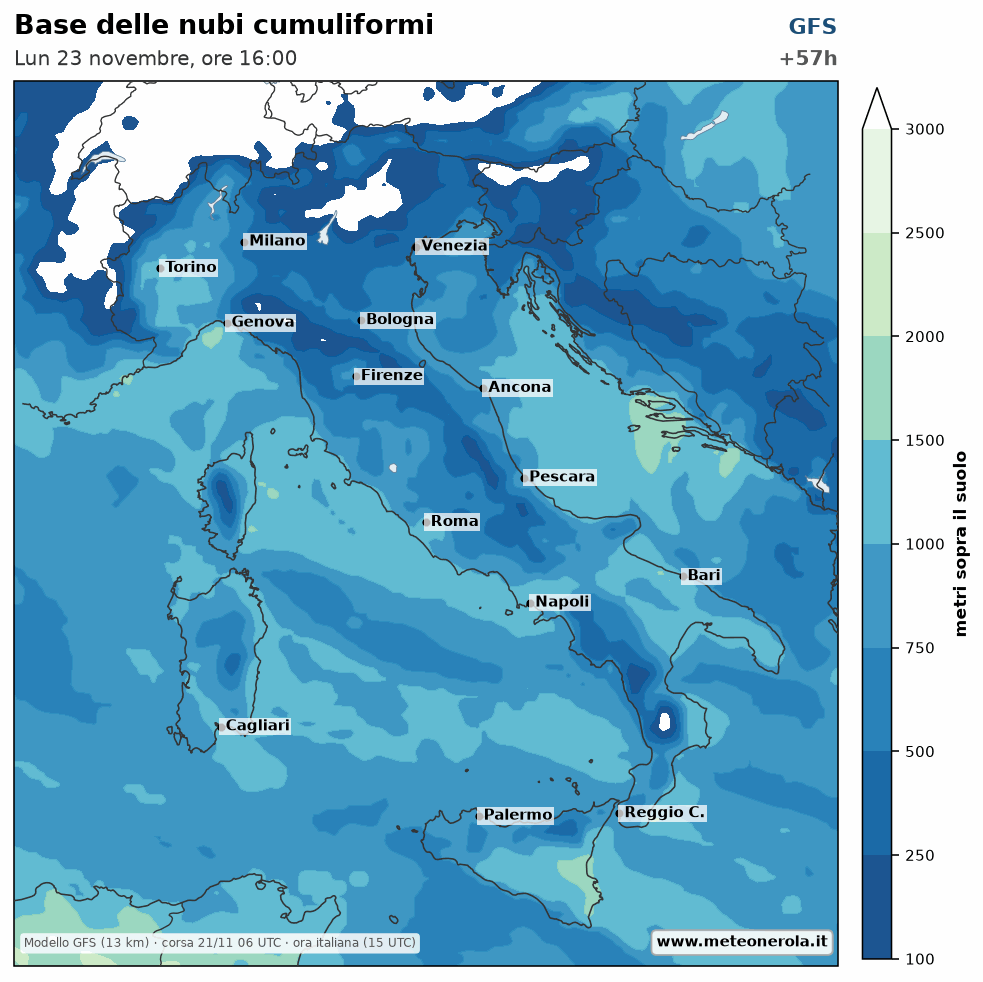 Base delle nubi cumuliformi
GFS
Lun 23 novembre, ore 16:00
+57h
Milano
Venezia
Torino
Genova
Bologna
Firenze
Ancona
Pescara
Roma
Bari
Napoli
Cagliari
Palermo
Reggio C.
3000
2500
2000
1500
1000
750
500
250
100
metri sopra il suolo
Modello GFS (13 km) · corsa 21/11 06 UTC · ora italiana (15 UTC)
www.meteonerola.it